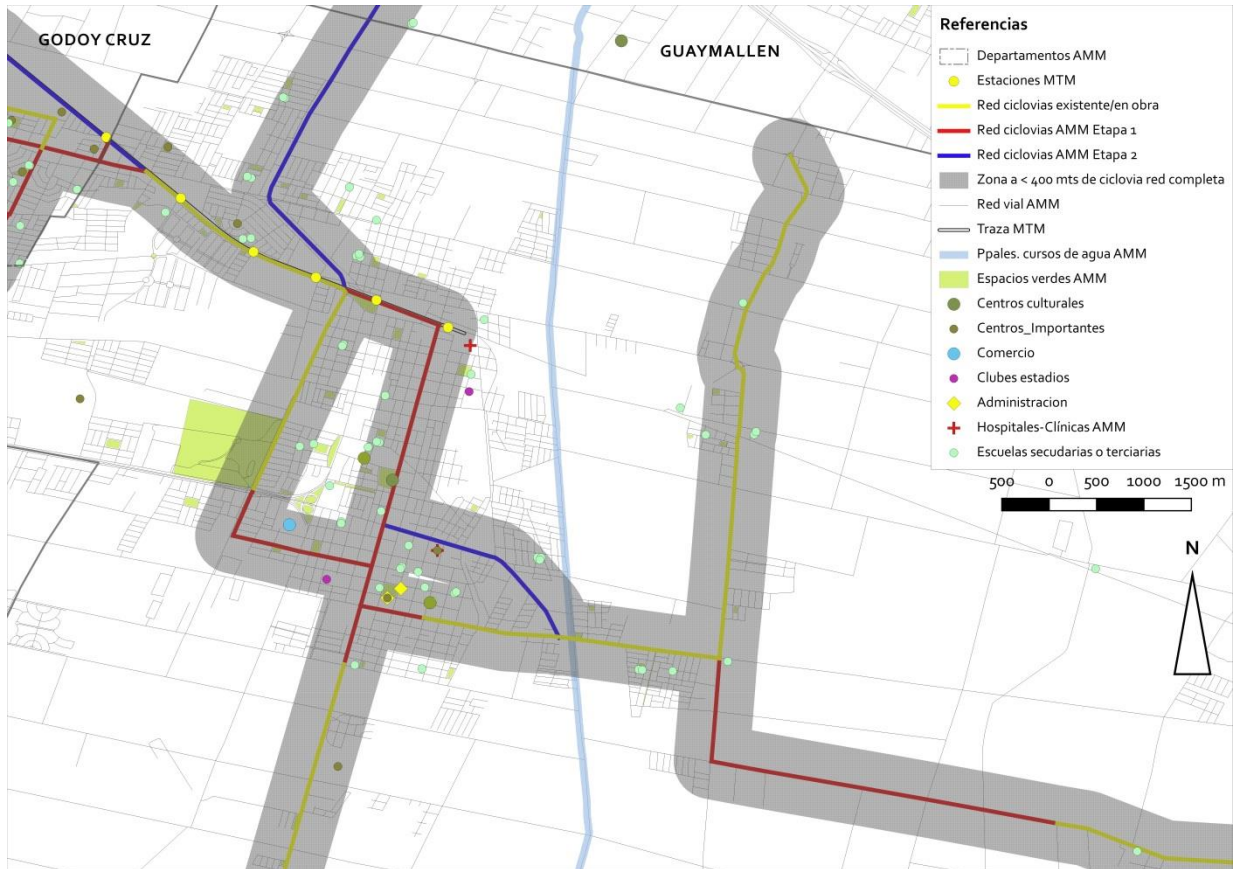 GODOY CRUZ
GUAYMALLEN
Referencias
Departamentos AMM
Estaciones MTM
Red ciclovias existente/en obra
Red ciclovias AMM Etapa 1
Red ciclovias AMM Etapa 2
Zona a < 400 mts de ciclovia red completa
Red vial AMM
Traza MTM
Ppales. cursos de agua AMM
Espacios verdes AMM
Centros culturales
Centros_Importantes
Comercio
Clubes estadios
Administracion
Hospitales-Clínicas AMM
Escuelas secudarias o terciarias
500 0 500 1000 1500 m
N